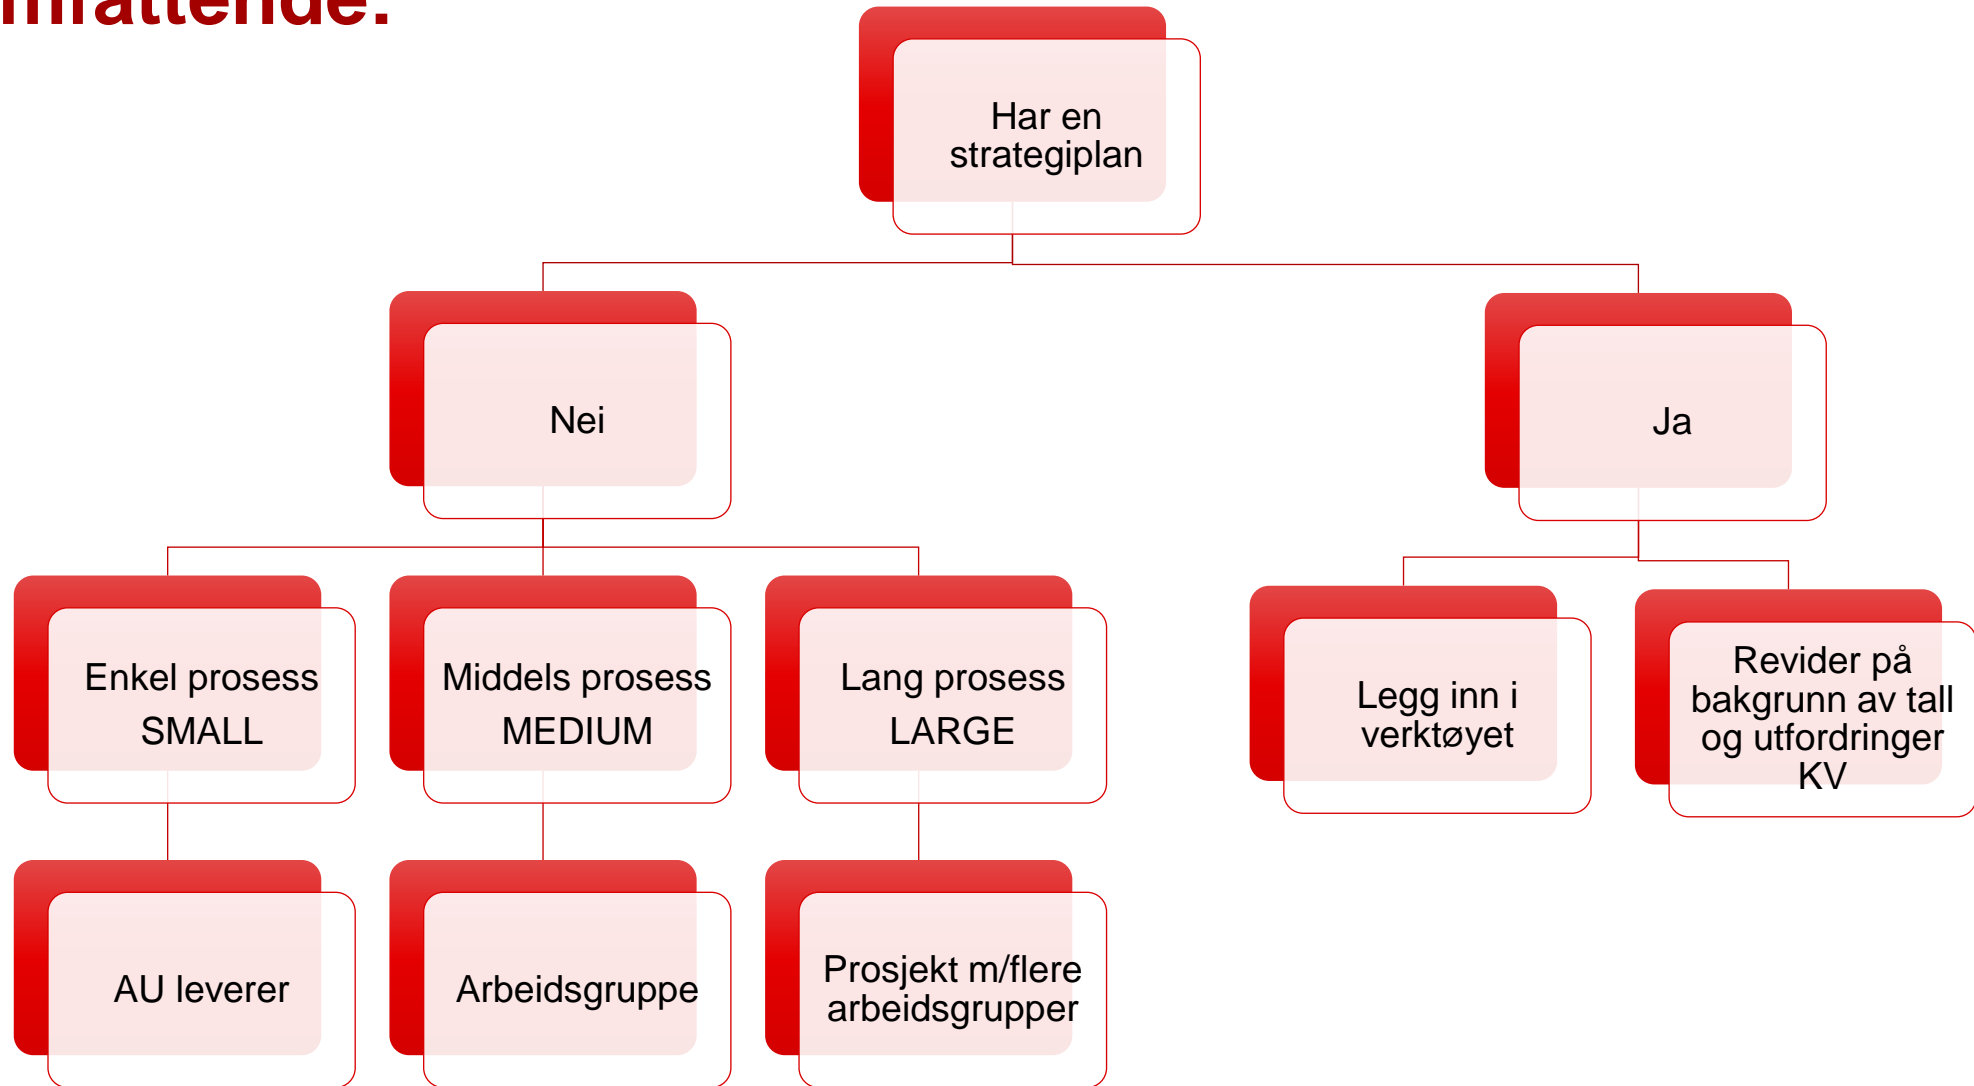 mfattende:
Har en
strategiplan
Nei
Ja
Enkel prosess
SMALL
Middels prosess
MEDIUM
Lang prosess
LARGE
Legg inn i
verktøyet
Revider på
bakgrunn av tall
og utfordringer
KV
AU leverer
Arbeidsgruppe
Prosjekt m/flere
arbeidsgrupper